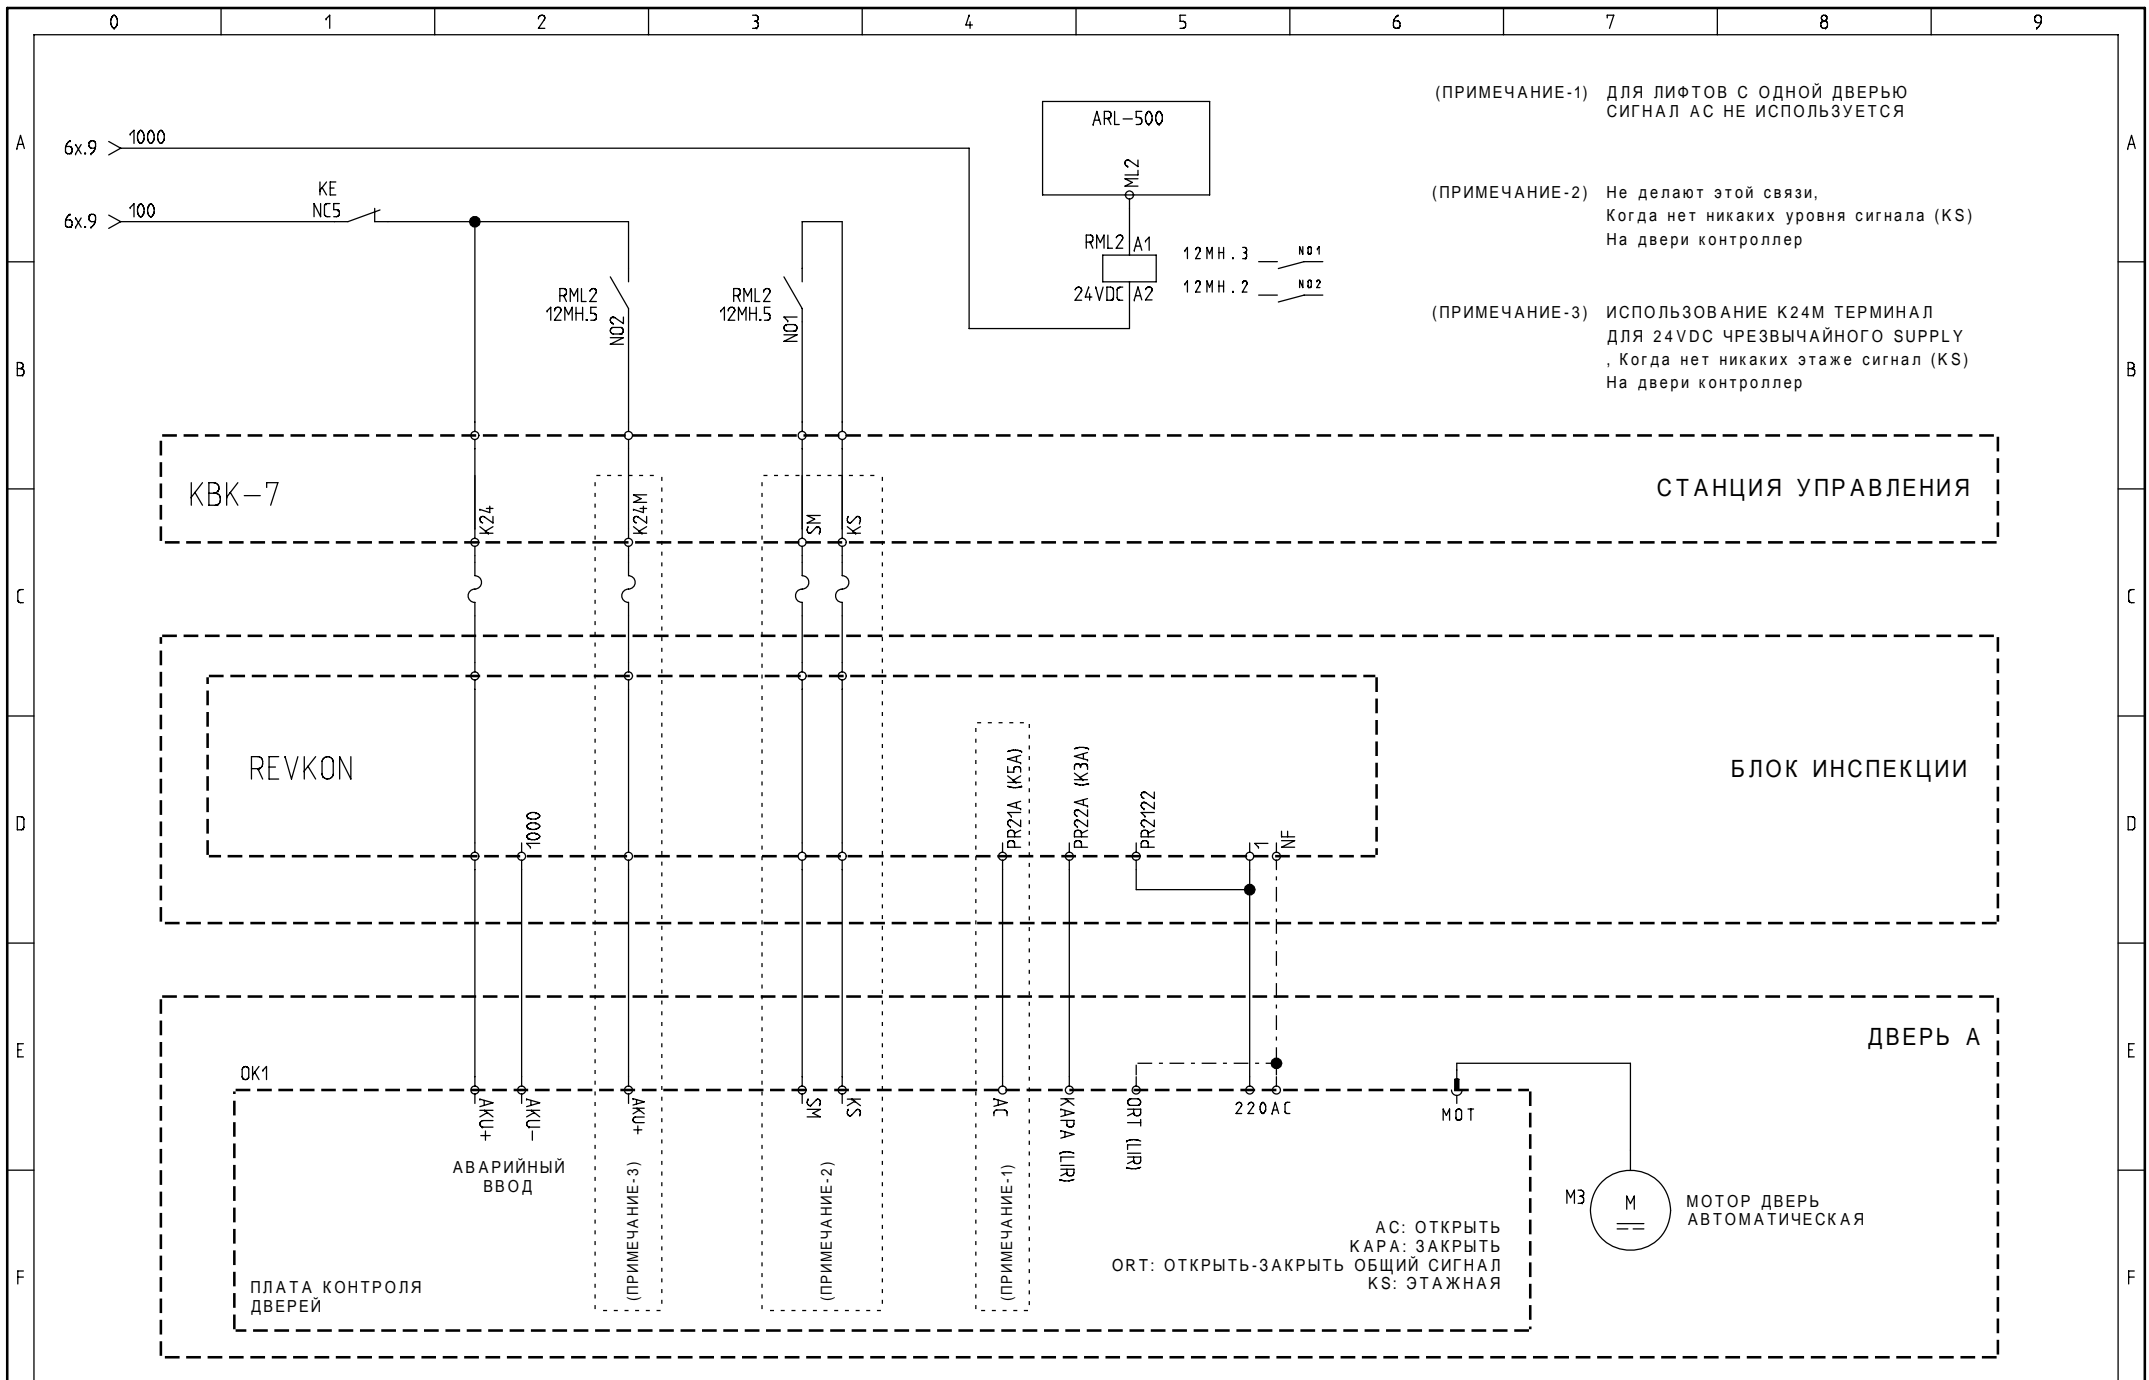 0 1 2 3 4 5 6 7 8 9
A
A
6x.9 1000
6x.9 100
KE
NC5
ARL-500
ML2
RML2 A1
24VDC A2
12MH.3 NO1
12MH.2 NO2
(ПРИМЕЧАНИЕ-1) ДЛЯ ЛИФТОВ С ОДНОЙ ДВЕРЬЮ
СИГНАЛ АС НЕ ИСПОЛЬЗУЕТСЯ
(ПРИМЕЧАНИЕ-2) Не делают этой связи,
Когда нет никаких уровня сигнала (KS)
На двери контроллер
(ПРИМЕЧАНИЕ-3) ИСПОЛЬЗОВАНИЕ K24M ТЕРМИНАЛ
ДЛЯ 24VDC ЧРЕЗВЫЧАЙНОГО SUPPLY
, Когда нет никаких этаже сигнал (KS)
На двери контроллер
B
B
RML2
12MH.5
NO2
RML2
12MH.5
NO1
KBK-7
K24
K24M
SM
KS
СТАНЦИЯ УПРАВЛЕНИЯ
C
C
REVKON
1000
PR21A (K5A)
PR22A (K3A)
PR2122
1
NF
БЛОК ИНСПЕКЦИИ
D
D
ДВЕРЬ А
E
E
OK1
AKU+
AKU-
AKU+
SM
KS
AC
KAPA (LIR)
ORT (LIR)
220AC
MOT
АВАРИЙНЫЙ
ВВОД
(ПРИМЕЧАНИЕ-3)
(ПРИМЕЧАНИЕ-2)
(ПРИМЕЧАНИЕ-1)
M3
M
МОТОР ДВЕРЬ
АВТОМАТИЧЕСКАЯ
AC: ОТКРЫТЬ
KAPA: ЗАКРЫТЬ
ORT: ОТКРЫТЬ-ЗАКРЫТЬ ОБЩИЙ СИГНАЛ
KS: ЭТАЖНАЯ
ПЛАТА КОНТРОЛЯ
ДВЕРЕЙ
F
F